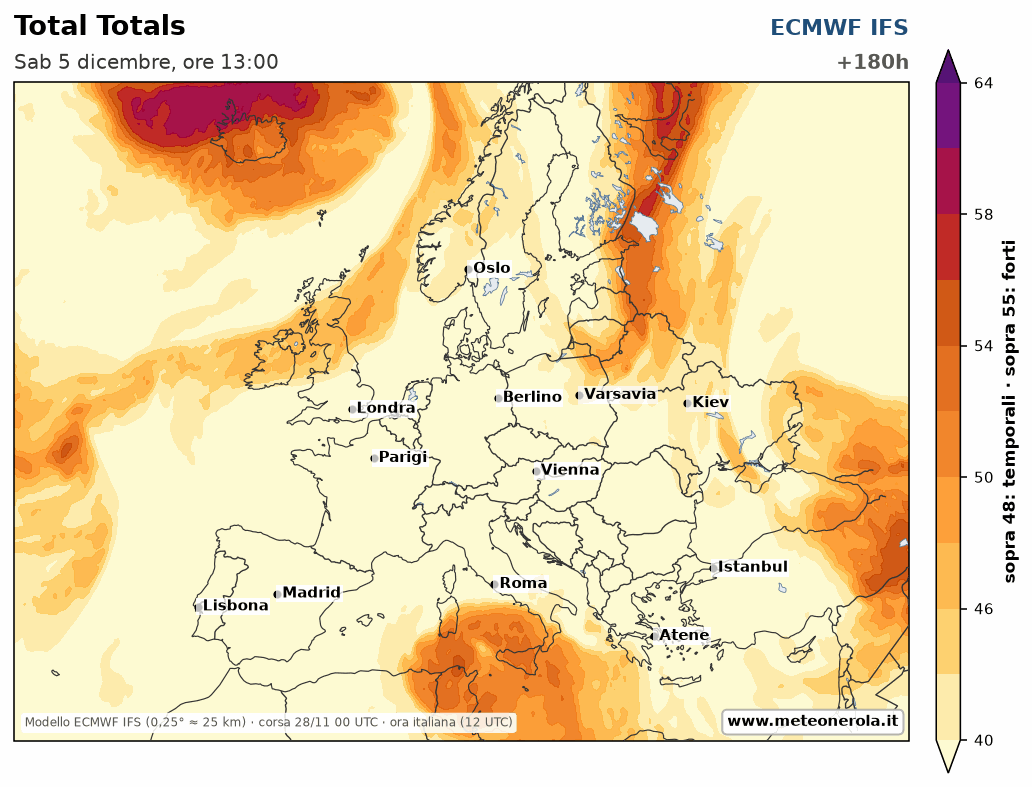 Total Totals
ECMWF IFS
Sab 5 dicembre, ore 13:00
+180h
64
58
54
50
46
40
sopra 48: temporali · sopra 55: forti
Oslo
Londra
Berlino
Varsavia
Kiev
Parigi
Vienna
Istanbul
Roma
Madrid
Lisbona
Atene
Modello ECMWF IFS (0,25° ≈ 25 km) · corsa 28/11 00 UTC · ora italiana (12 UTC)
www.meteonerola.it